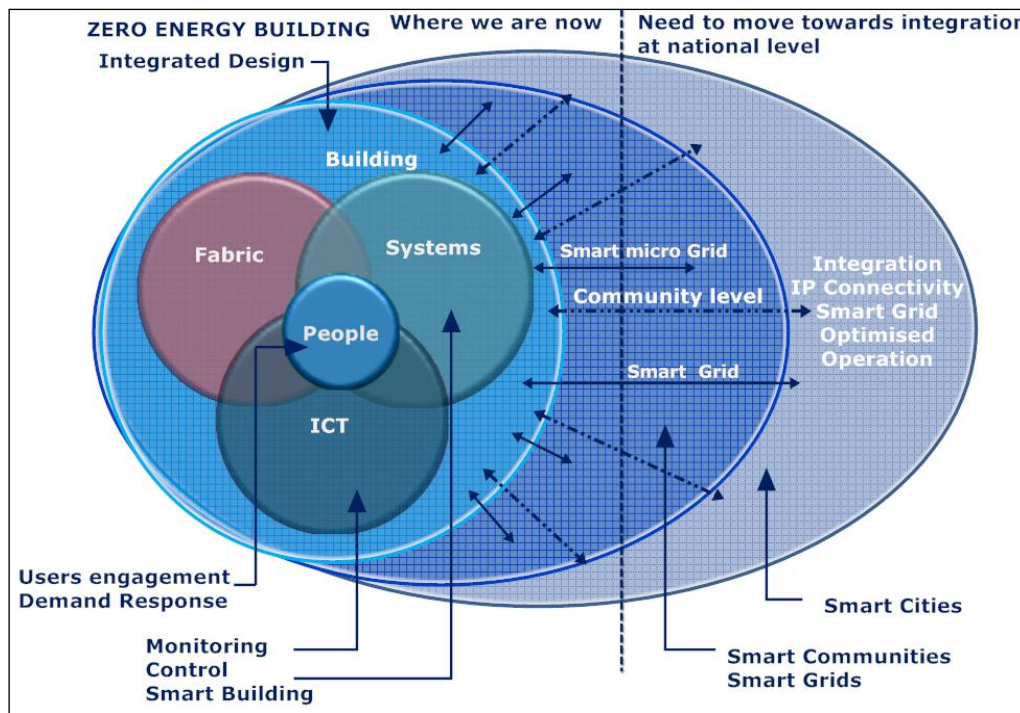 ZERO ENERGY BUILDING
Integrated Design
Where we are now
Need to move towards integration
at national level
Building
Fabric
Systems
People
ICT
Smart micro Grid
Community level
Smart Grid
Integration
IP Connectivity
Smart Grid
Optimised
Operation
Users engagement
Demand Response
Monitoring
Control
Smart Building
Smart Cities
Smart Communities
Smart Grids